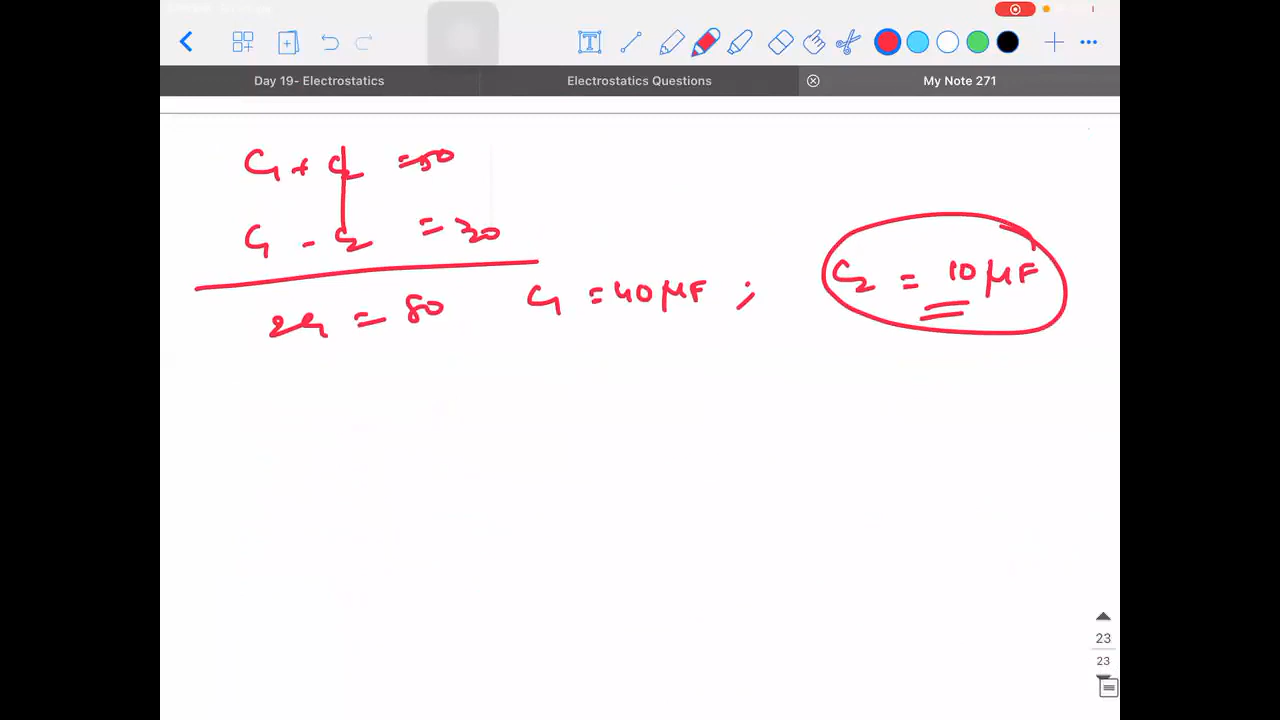 Day 19- Electrostatics
Electrostatics Questions
My Note 271
C₁ + C₂ = 50
C₁ - C₂ = 30
2C₁ = 80
C₁ = 40 μF ;
C₂ = 10 μF
23
23